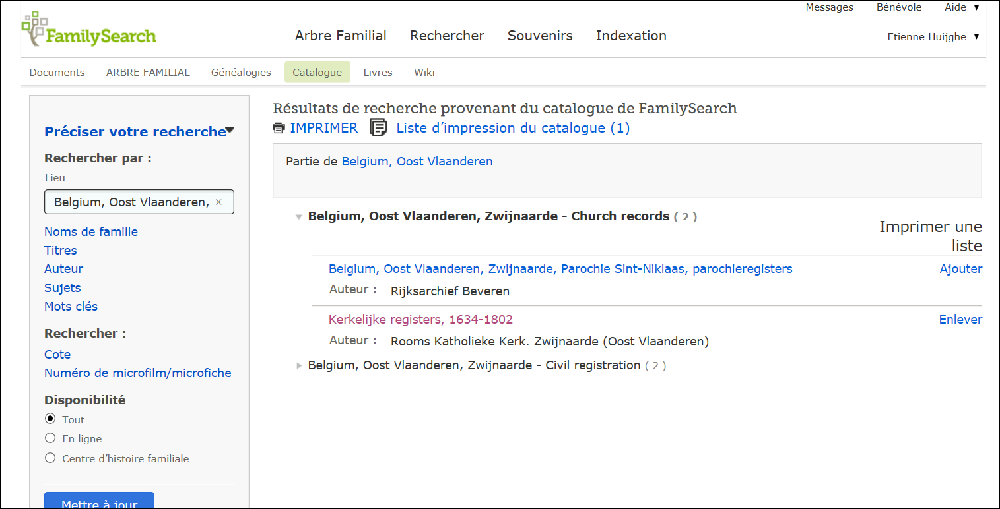 Messages Bénévole Aide ▼
FamilySearch
Arbre Familial Rechercher Souvenirs Indexation
Etienne Huijghe ▼
Documents ARBRE FAMILIAL Généalogies Catalogue Livres Wiki
Préciser votre recherche
Rechercher par :
Lieu
Belgium, Oost Vlaanderen, ×
Noms de famille
Titres
Auteur
Sujets
Mots clés
Rechercher :
Cote
Numéro de microfilm/microfiche
Disponibilité
Tout
En ligne
Centre d’histoire familiale
Mettre à jour
Résultats de recherche provenant du catalogue de FamilySearch
IMPRIMER Liste d’impression du catalogue (1)
Partie de Belgium, Oost Vlaanderen
Belgium, Oost Vlaanderen, Zwijnaarde - Church records ( 2 )
Imprimer une
liste
Belgium, Oost Vlaanderen, Zwijnaarde, Parochie Sint-Niklaas, parochieregisters Ajouter
Auteur : Rijksarchief Beveren
Kerkelijke registers, 1634-1802 Enlever
Auteur : Rooms Katholieke Kerk. Zwijnaarde (Oost Vlaanderen)
Belgium, Oost Vlaanderen, Zwijnaarde - Civil registration ( 2 )